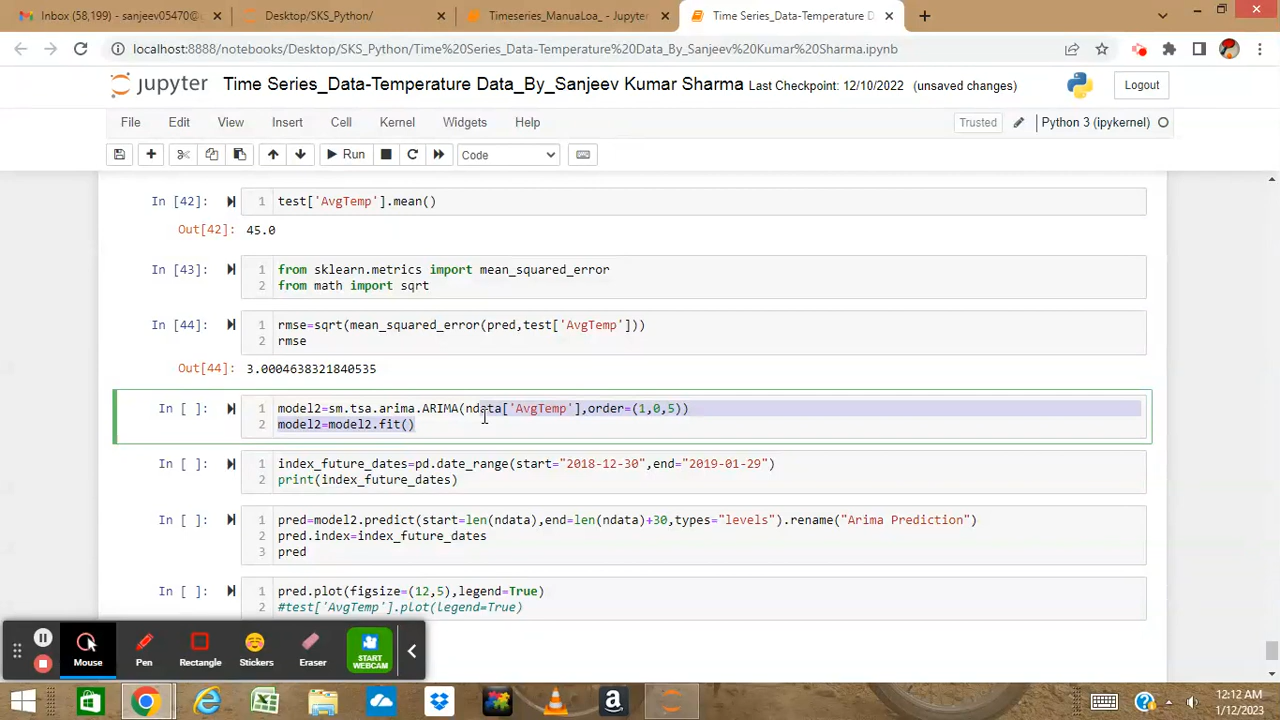 Inbox (58,199) - sanjeev05470@g
Desktop/SKS_Python/
Timeseries_ManuaLoa_ - Jupyter
Time Series_Data-Temperature D
localhost:8888/notebooks/Desktop/SKS_Python/Time%20Series_Data-Temperature%20Data_By_Sanjeev%20Kumar%20Sharma.ipynb
jupyter Time Series_Data-Temperature Data_By_Sanjeev Kumar Sharma Last Checkpoint: 12/10/2022 (unsaved changes)
Logout
File Edit View Insert Cell Kernel Widgets Help
Trusted
Python 3 (ipykernel)
Run
Code
In [42]: 1 test['AvgTemp'].mean()
Out[42]: 45.0
In [43]: 1 from sklearn.metrics import mean_squared_error
2 from math import sqrt
In [44]: 1 rmse=sqrt(mean_squared_error(pred,test['AvgTemp']))
2 rmse
Out[44]: 3.0004638321840535
In [ ]: 1 model2=sm.tsa.arima.ARIMA(ndata['AvgTemp'],order=(1,0,5))
2 model2=model2.fit()
In [ ]: 1 index_future_dates=pd.date_range(start="2018-12-30",end="2019-01-29")
2 print(index_future_dates)
In [ ]: 1 pred=model2.predict(start=len(ndata),end=len(ndata)+30,types="levels").rename("Arima Prediction")
2 pred.index=index_future_dates
3 pred
In [ ]: 1 pred.plot(figsize=(12,5),legend=True)
2 #test['AvgTemp'].plot(legend=True)
Mouse
Pen
Rectangle
Stickers
Eraser
START
WEBCAM
12:12 AM
1/12/2023